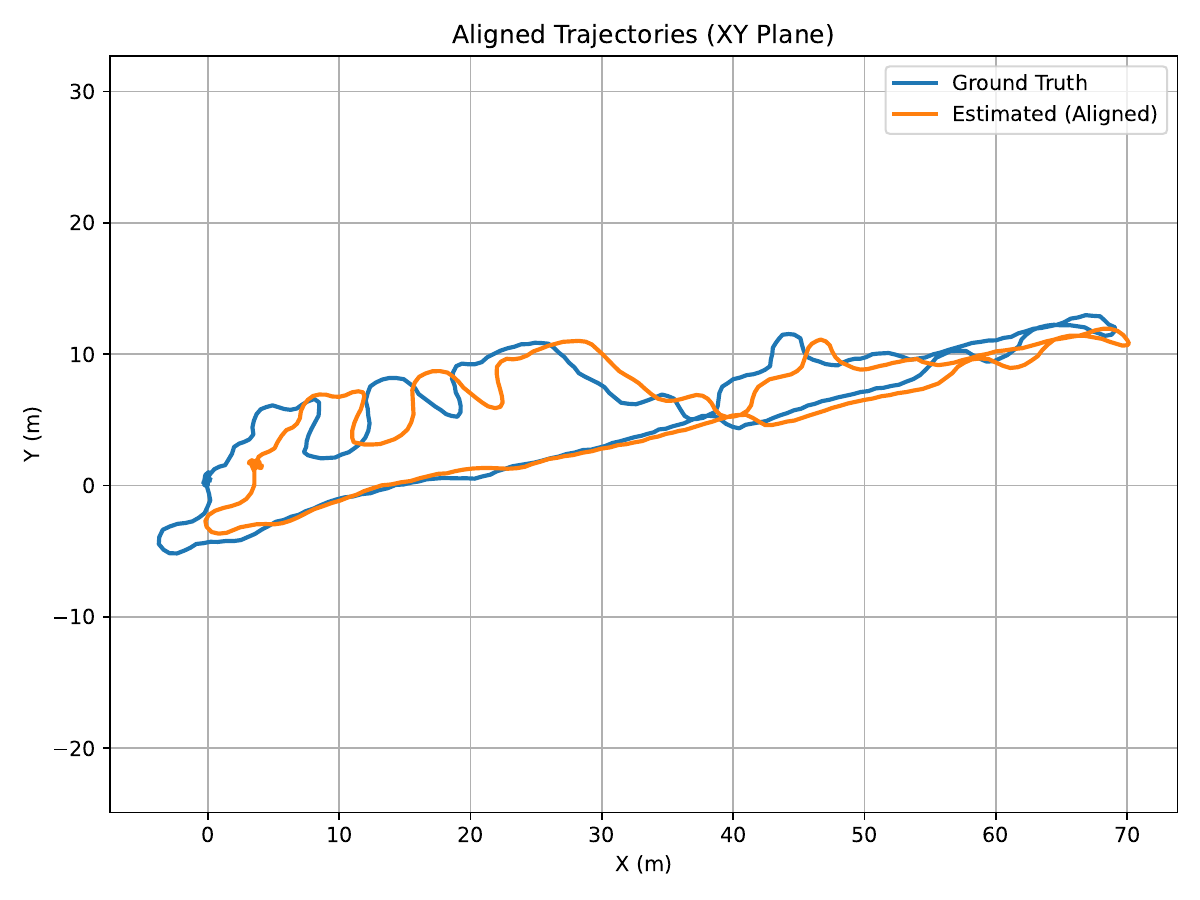 Aligned Trajectories (XY Plane)
Ground Truth
Estimated (Aligned)
30
20
10
0
−10
−20
Y (m)
0 10 20 30 40 50 60 70
X (m)